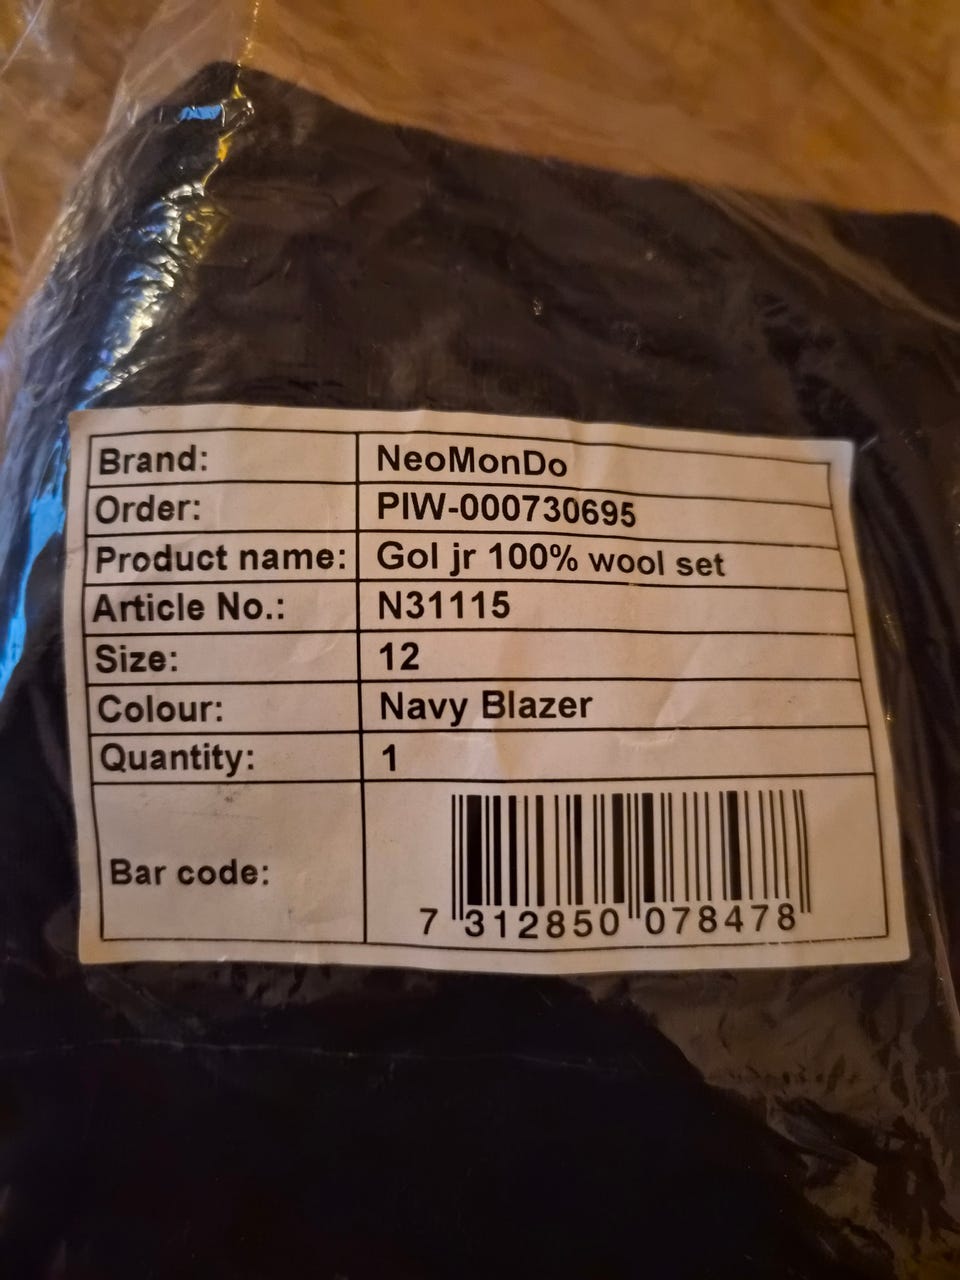 Brand: NeoMonDo
Order: PIW-000730695
Product name: Gol jr 100% wool set
Article No.: N31115
Size: 12
Colour: Navy Blazer
Quantity: 1
Bar code:
7 312850 078478